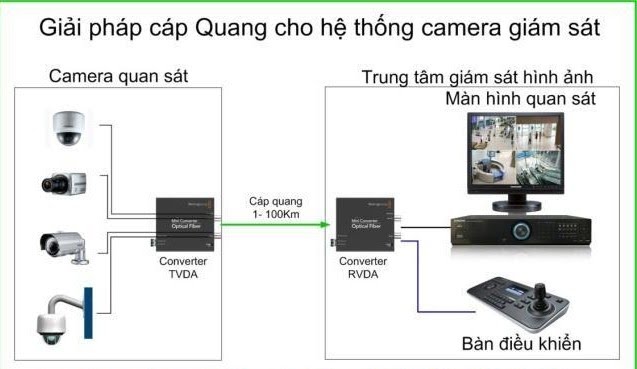 Giải pháp cáp Quang cho hệ thống camera giám sát
Camera quan sát
Trung tâm giám sát hình ảnh
Màn hình quan sát
Mini Converter
Optical Fiber
Converter
TVDA
Cáp quang
1- 100Km
Mini Converter
Optical Fiber
Converter
RVDA
Bàn điều khiển